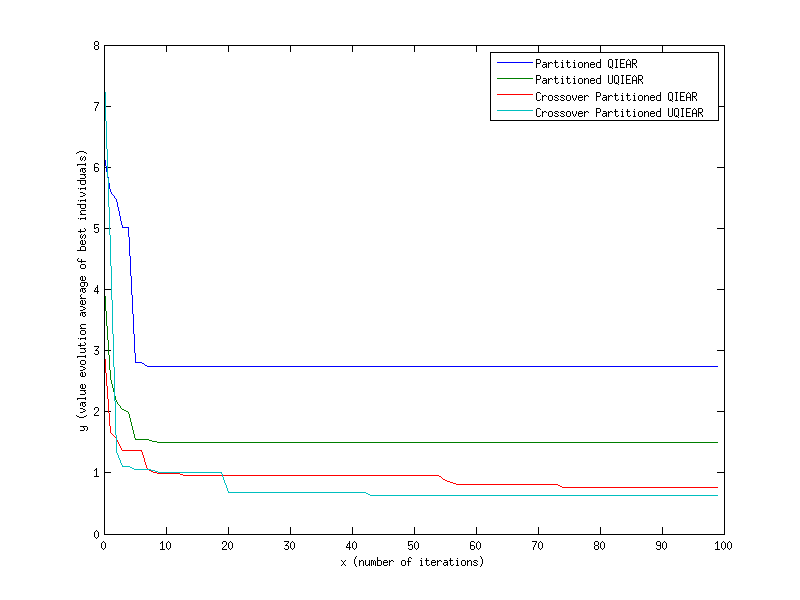 Partitioned QIEAR
Partitioned UQIEAR
Crossover Partitioned QIEAR
Crossover Partitioned UQIEAR
y (value evolution average of best individuals)
8
7
6
5
4
3
2
1
0
0 10 20 30 40 50 60 70 80 90 100
x (number of iterations)